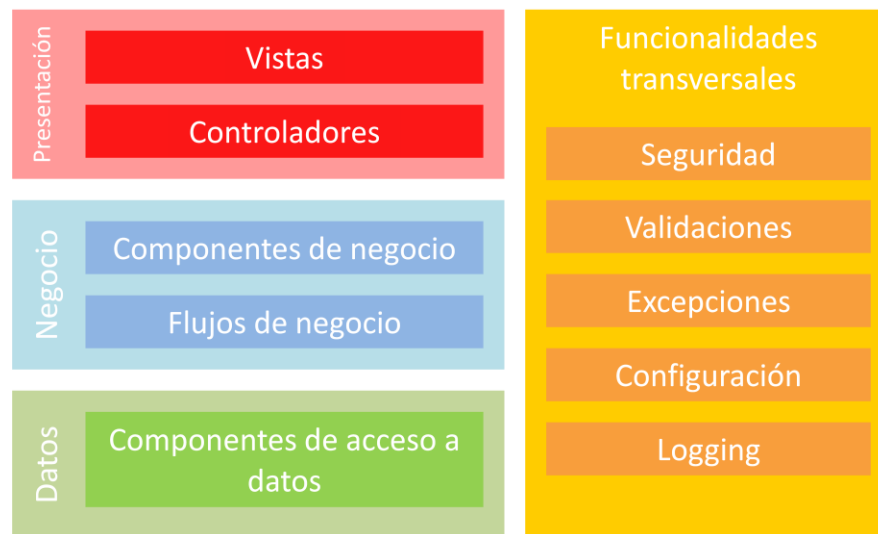 Presentación
Vistas
Controladores
Negocio
Componentes de negocio
Flujos de negocio
Datos
Componentes de acceso a
datos
Funcionalidades
transversales
Seguridad
Validaciones
Excepciones
Configuración
Logging